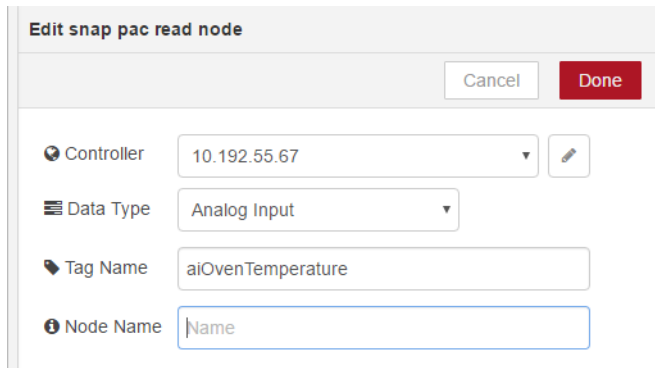 Edit snap pac read node
Cancel Done
Controller 10.192.55.67
Data Type Analog Input
Tag Name aiOvenTemperature
Node Name Name